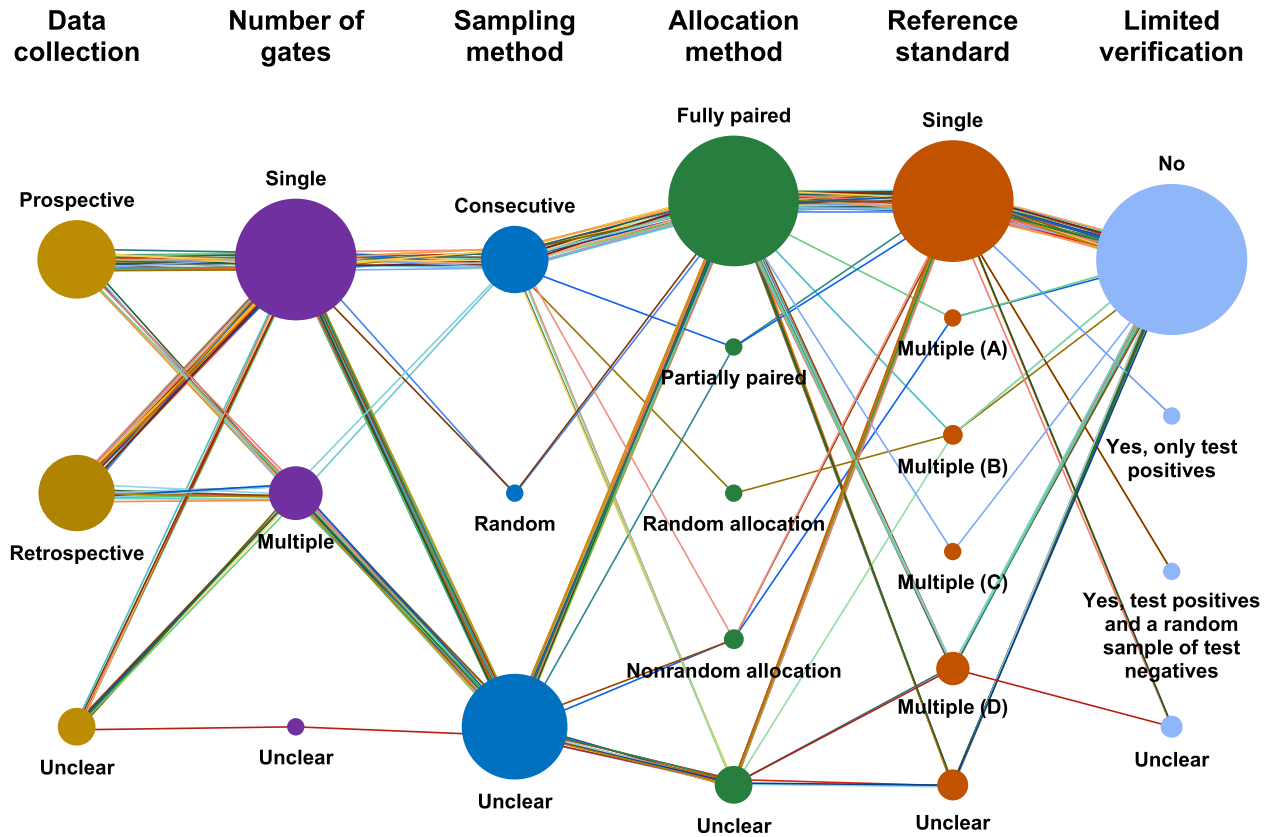 Data
collection
Number of
gates
Sampling
method
Allocation
method
Reference
standard
Limited
verification
Prospective
Retrospective
Unclear
Single
Multiple
Unclear
Consecutive
Random
Unclear
Fully paired
Partially paired
Random allocation
Nonrandom allocation
Unclear
Single
Multiple (A)
Multiple (B)
Multiple (C)
Multiple (D)
Unclear
No
Yes, only test
positives
Yes, test positives
and a random
sample of test
negatives
Unclear